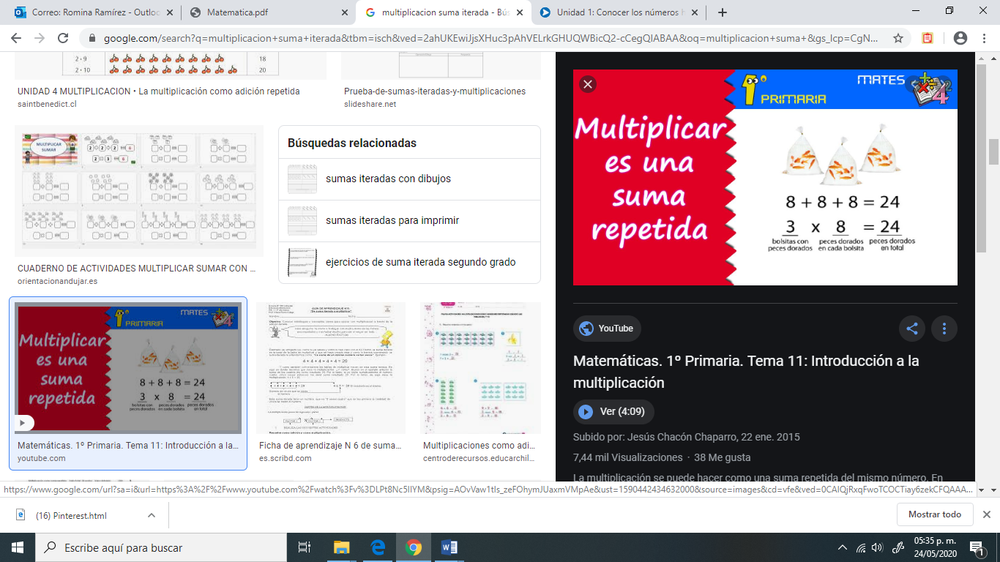 Correo: Romina Ramírez - Outloo
Matematica.pdf
multiplicacion suma iterada - Bús
Unidad 1: Conocer los números h
google.com/search?q=multiplicacion+suma+iterada&tbm=isch&ved=2ahUKEwiJjsXHuc3pAhVELrkGHUQWBicQ2-cCegQIABAA&oq=multiplicacion+suma+&gs_lcp=CgN...
2 · 9
18
2 · 10
20
UNIDAD 4 MULTIPLICACION • La multiplicación como adición repetida
saintbenedict.cl
Prueba-de-sumas-iteradas-y-multiplicaciones
slideshare.net
MULTIPLICAR
SUMAR
CUADERNO DE ACTIVIDADES MULTIPLICAR SUMAR CON ...
orientacionandujar.es
Búsquedas relacionadas
sumas iteradas con dibujos
sumas iteradas para imprimir
ejercicios de suma iterada segundo grado
1º PRIMARIA
MATES
Multiplicar
es una
suma
repetida
8 + 8 + 8 = 24
3 x 8 = 24
bolsitas con peces dorados
peces dorados en cada bolsita
peces dorados en total
Matemáticas. 1º Primaria. Tema 11: Introducción a la...
youtube.com
4 + 4 + 4 + 4 + 4 = 20
Ficha de aprendizaje N 6 de suma...
es.scribd.com
Multiplicaciones como adi...
centroderecursos.educarchil...
1º PRIMARIA
MATES
Multiplicar
es una
suma
repetida
8 + 8 + 8 = 24
3 x 8 = 24
bolsitas con peces dorados
peces dorados en cada bolsita
peces dorados en total
YouTube
Matemáticas. 1º Primaria. Tema 11: Introducción a la
multiplicación
Ver (4:09)
Subido por: Jesús Chacón Chaparro, 22 ene. 2015
7,44 mil Visualizaciones · 38 Me gusta
La multiplicación se puede hacer como una suma repetida del mismo número. En
https://www.google.com/url?sa=i&url=https%3A%2F%2Fwww.youtube.com%2Fwatch%3Fv%3DLPt8Nc5IIYM&psig=AOvVaw1tIs_zeFOhymJUaxmVMpAe&ust=1590442434632000&source=images&cd=vfe&ved=0CAIQjRxqFwoTCOCTiay6zekCFQAAA...
(16) Pinterest.html
Mostrar todo
Escribe aquí para buscar
05:35 p. m.
24/05/2020